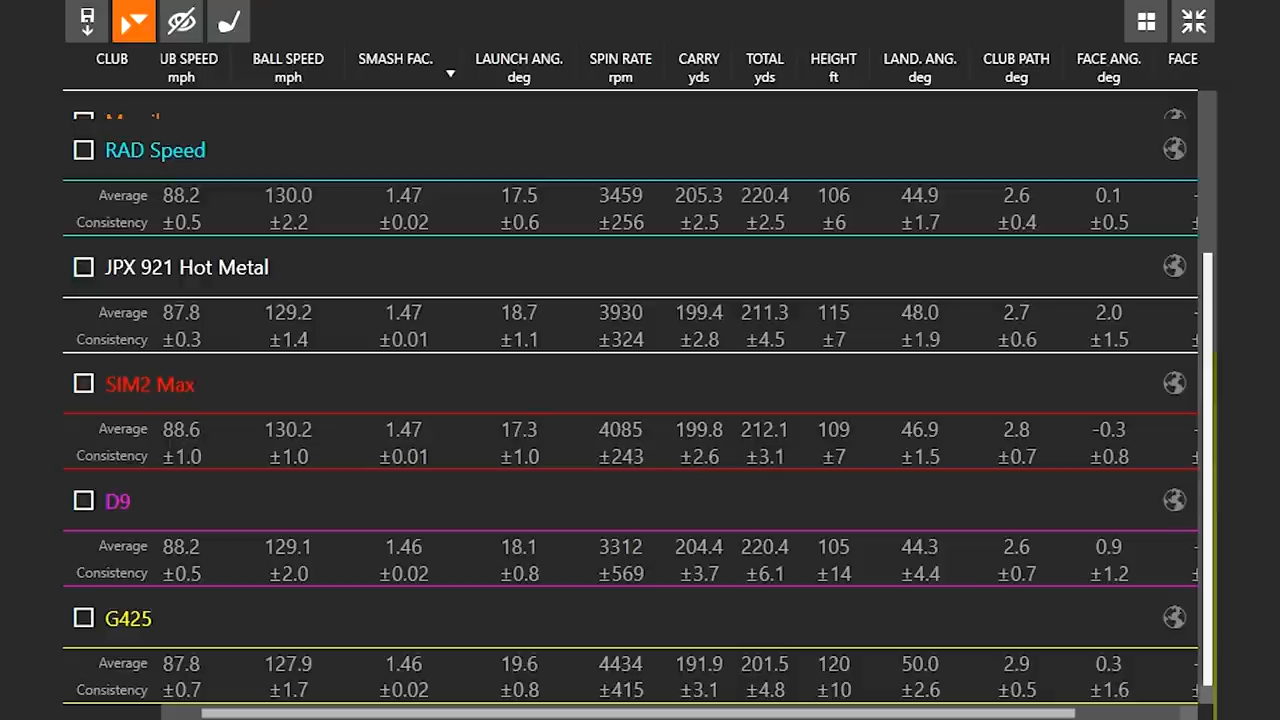 CLUB UB SPEED BALL SPEED SMASH FAC. LAUNCH ANG. SPIN RATE CARRY TOTAL HEIGHT LAND. ANG. CLUB PATH FACE ANG. FACE
mph mph deg rpm yds yds ft deg deg deg
RAD Speed
Average 88.2 130.0 1.47 17.5 3459 205.3 220.4 106 44.9 2.6 0.1 -
Consistency ±0.5 ±2.2 ±0.02 ±0.6 ±256 ±2.5 ±2.5 ±6 ±1.7 ±0.4 ±0.5 ±
JPX 921 Hot Metal
Average 87.8 129.2 1.47 18.7 3930 199.4 211.3 115 48.0 2.7 2.0 -
Consistency ±0.3 ±1.4 ±0.01 ±1.1 ±324 ±2.8 ±4.5 ±7 ±1.9 ±0.6 ±1.5 ±
SIM2 Max
Average 88.6 130.2 1.47 17.3 4085 199.8 212.1 109 46.9 2.8 -0.3 -
Consistency ±1.0 ±1.0 ±0.01 ±1.0 ±243 ±2.6 ±3.1 ±7 ±1.5 ±0.7 ±0.8 ±
D9
Average 88.2 129.1 1.46 18.1 3312 204.4 220.4 105 44.3 2.6 0.9 -
Consistency ±0.5 ±2.0 ±0.02 ±0.8 ±569 ±3.7 ±6.1 ±14 ±4.4 ±0.7 ±1.2 ±
G425
Average 87.8 127.9 1.46 19.6 4434 191.9 201.5 120 50.0 2.9 0.3 -
Consistency ±0.7 ±1.7 ±0.02 ±0.8 ±415 ±3.1 ±4.8 ±10 ±2.6 ±0.5 ±1.6 ±